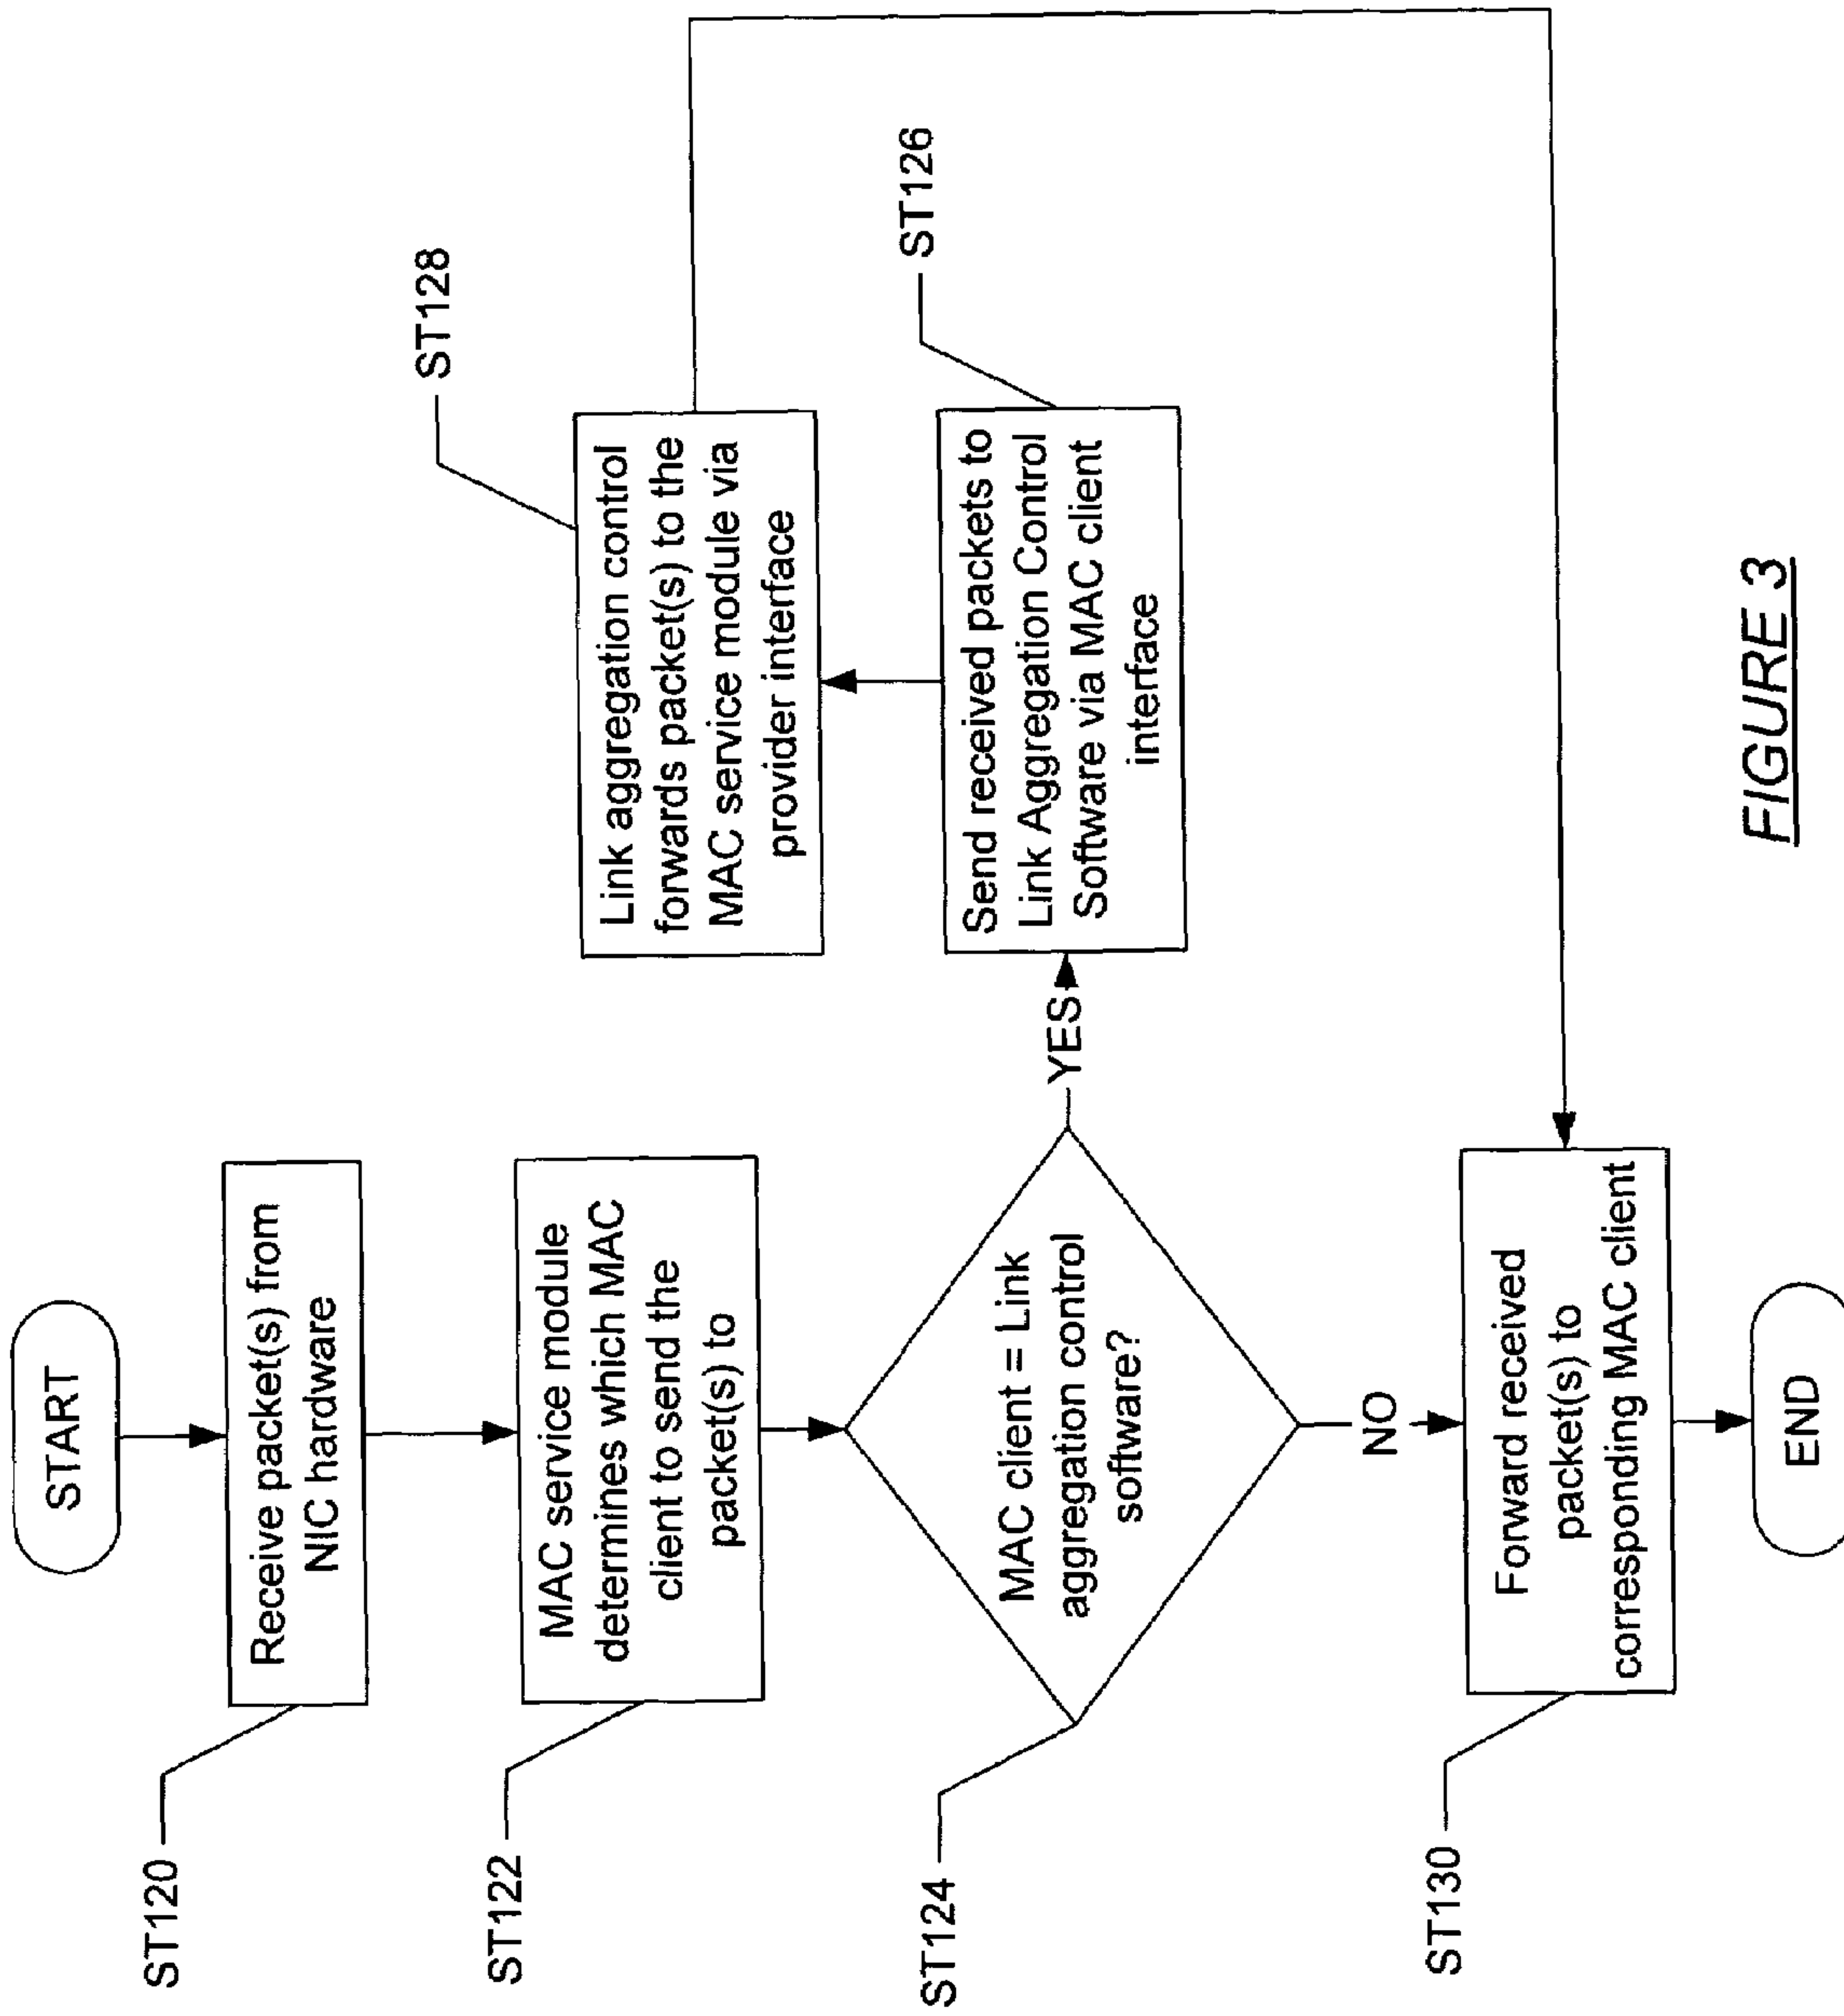 START
ST120
Receive packet(s) from
NIC hardware
ST122
MAC service module
determines which MAC
client to send the
packet(s) to
ST124
MAC client = Link
aggregation control
software?
YES
NO
ST126
Send received packets to
Link Aggregation Control
Software via MAC client
interface
ST128
Link aggregation control
forwards packet(s) to the
MAC service module via
provider interface
ST130
Forward received
packet(s) to
corresponding MAC client
END
FIGURE 3